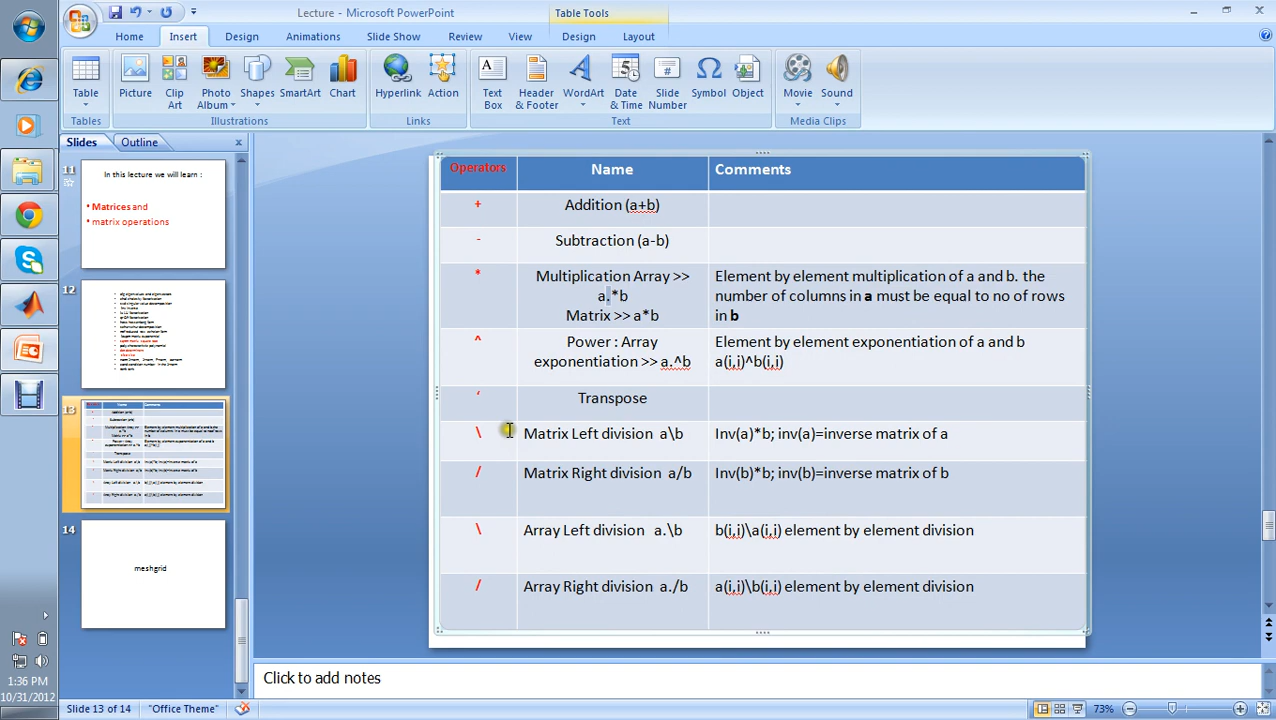 Lecture - Microsoft PowerPoint
Table Tools
Home
Insert
Design
Animations
Slide Show
Review
View
Design
Layout
Table
Picture
Clip Art
Photo Album
Shapes
SmartArt
Chart
Hyperlink
Action
Text Box
Header & Footer
WordArt
Date & Time
Slide Number
Symbol
Object
Movie
Sound
Tables
Illustrations
Links
Text
Media Clips
Slides
Outline
11
In this lecture we will learn :
• Matrices and
• matrix operations
12
13
14
meshgrid
Operators
Name
Comments
+
Addition (a+b)
-
Subtraction (a-b)
*
Multiplication Array >>
a.*b
Matrix >> a*b
Element by element multiplication of a and b. the
number of columns in a must be equal to no of rows
in b
^
Power : Array
exponentiation >> a.^b
Element by element exponentiation of a and b
a(i,j)^b(i,j)
‘
Transpose
\
Matrix Left division a\b
Inv(a)*b; inv(a)=inverse matrix of a
/
Matrix Right division a/b
Inv(b)*b; inv(b)=inverse matrix of b
\
Array Left division a.\b
b(i,j)\a(i,j) element by element division
/
Array Right division a./b
a(i,j)\b(i,j) element by element division
Click to add notes
1:36 PM
10/31/2012
Slide 13 of 14
"Office Theme"
73%